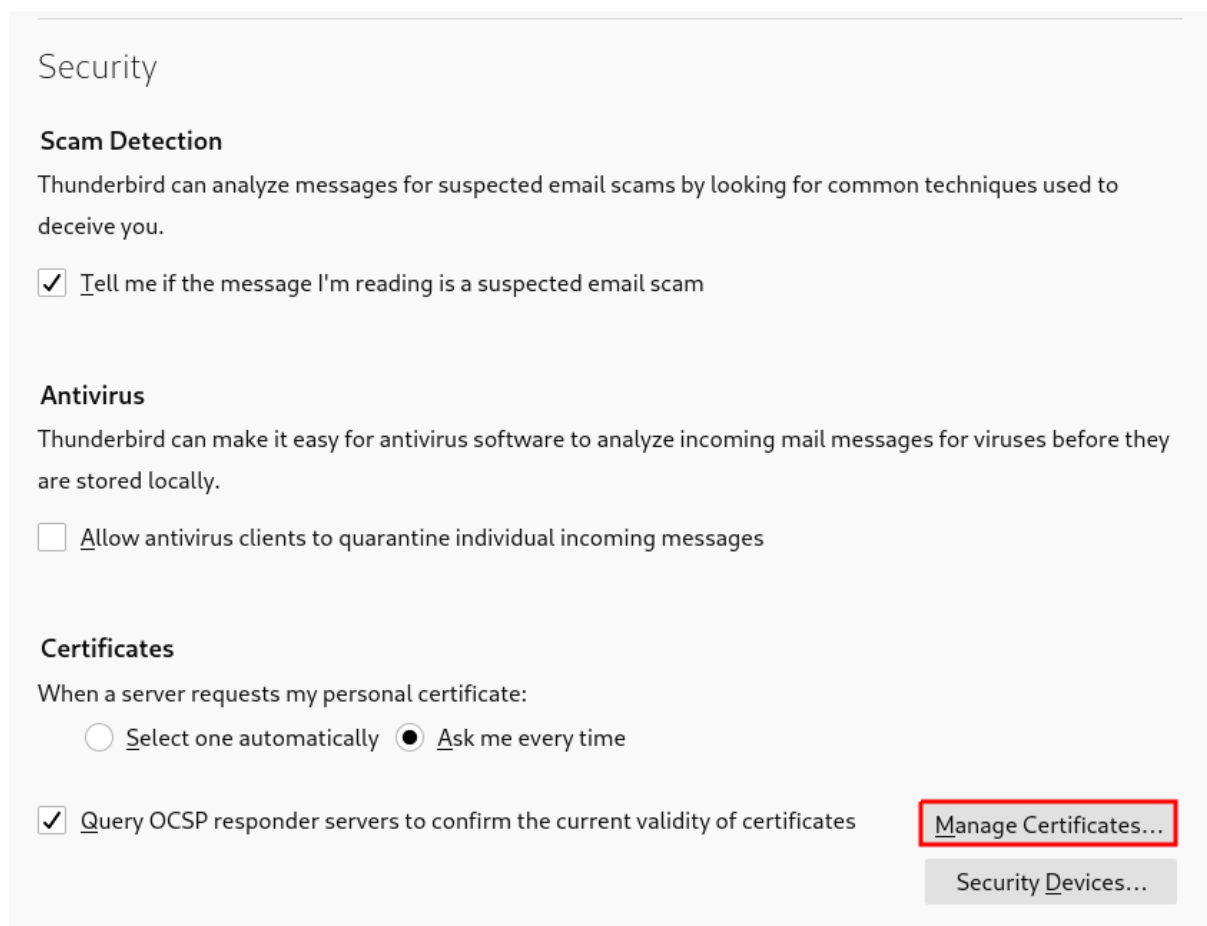 Security
Scam Detection
Thunderbird can analyze messages for suspected email scams by looking for common techniques used to
deceive you.
Tell me if the message I'm reading is a suspected email scam
Antivirus
Thunderbird can make it easy for antivirus software to analyze incoming mail messages for viruses before they
are stored locally.
Allow antivirus clients to quarantine individual incoming messages
Certificates
When a server requests my personal certificate:
Select one automatically Ask me every time
Query OCSP responder servers to confirm the current validity of certificates Manage Certificates...
Security Devices...